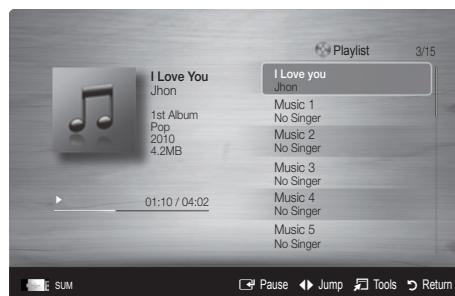 Playlist 3/15
I Love You
Jhon
1st Album
Pop
2010
4.2MB
01:10 / 04:02
I Love you
Jhon
Music 1
No Singer
Music 2
No Singer
Music 3
No Singer
Music 4
No Singer
Music 5
No Singer
SUM Pause Jump Tools Return